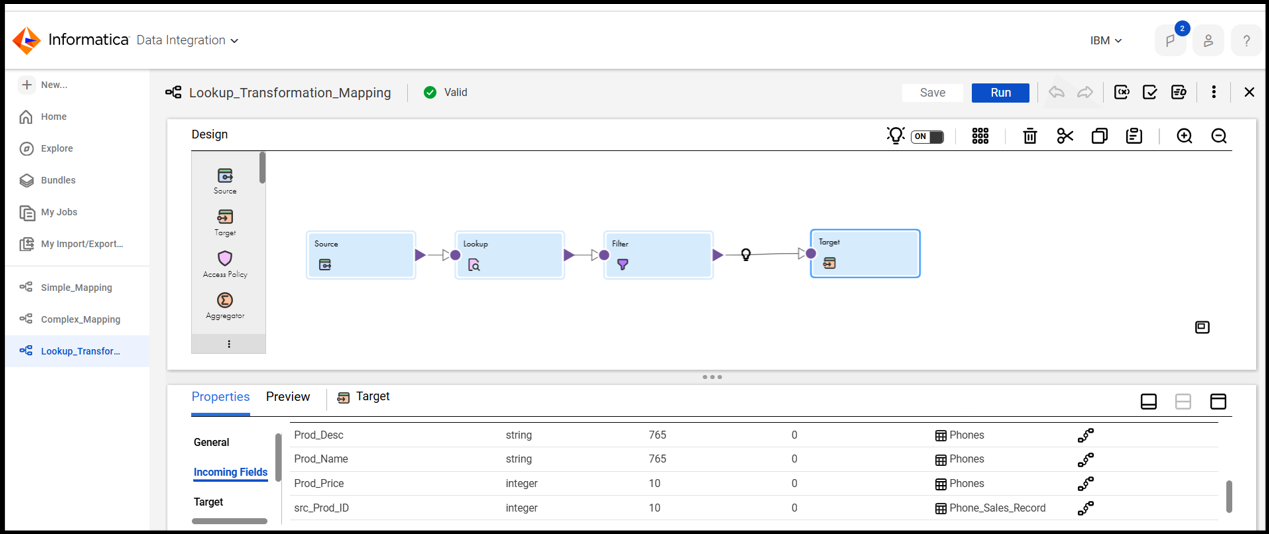 Informatica Data Integration
IBM
2
?
New...
Home
Explore
Bundles
My Jobs
My Import/Export...
Simple_Mapping
Complex_Mapping
Lookup_Transfor...
Lookup_Transformation_Mapping
Valid
Save
Run
Design
ON
Source
Target
Access Policy
Aggregator
Source
Lookup
Filter
Target
Properties
Preview
Target
General
Incoming Fields
Target
Prod_Desc string 765 0 Phones
Prod_Name string 765 0 Phones
Prod_Price integer 10 0 Phones
src_Prod_ID integer 10 0 Phone_Sales_Record